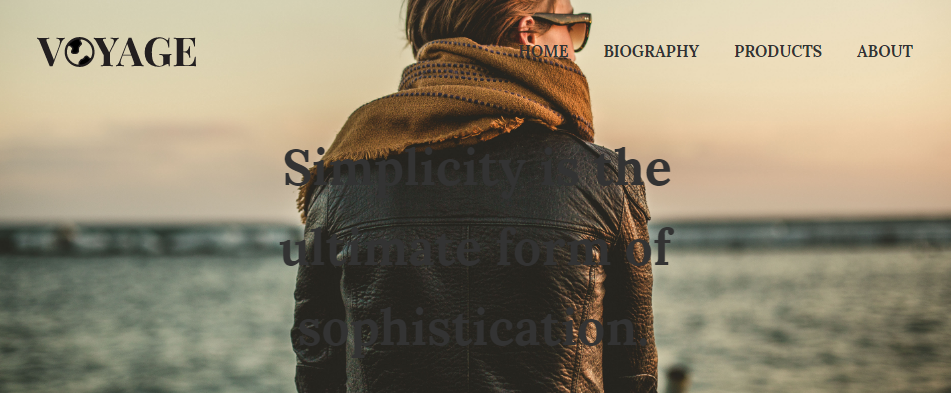 VOYAGE
HOME BIOGRAPHY PRODUCTS ABOUT
Simplicity is the
ultimate form of
sophistication.